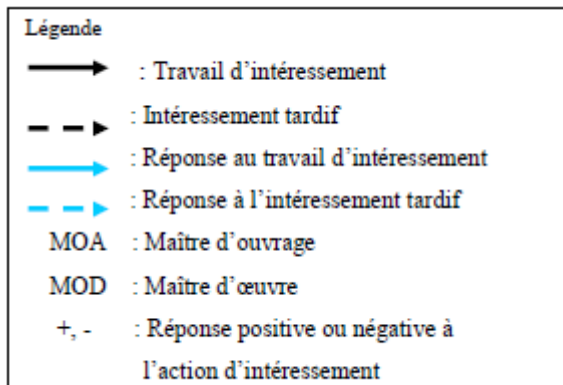 Légende
: Travail d'intéressement
: Intéressement tardif
: Réponse au travail d'intéressement
: Réponse à l'intéressement tardif
MOA : Maître d'ouvrage
MOD : Maître d'œuvre
+, - : Réponse positive ou négative à
l'action d'intéressement